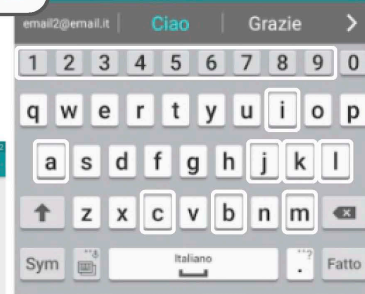 email2@email.it Ciao Grazie >
1 2 3 4 5 6 7 8 9 0
q w e r t y u i o p
a s d f g h j k l
z x c v b n m
Sym Italiano . Fatto